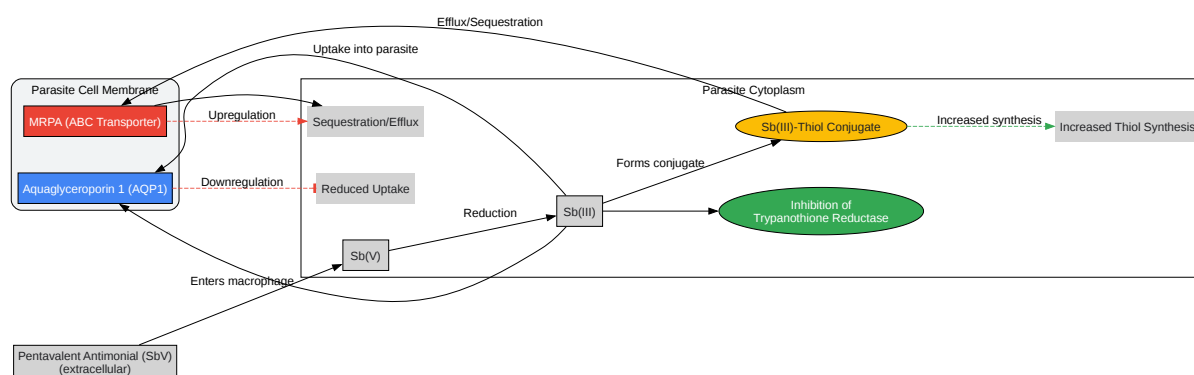 Efflux/Sequestration
Uptake into parasite
Parasite Cell Membrane
Parasite Cytoplasm
MRPA (ABC Transporter)
Upregulation
Sequestration/Efflux
Sb(III)-Thiol Conjugate
Increased synthesis
Increased Thiol Synthesis
Forms conjugate
Aquaglyceroporin 1 (AQP1)
Downregulation
Reduced Uptake
Reduction
Sb(III)
Inhibition of
Trypanothione Reductase
Sb(V)
Enters macrophage
Pentavalent Antimonial (SbV)
(extracellular)